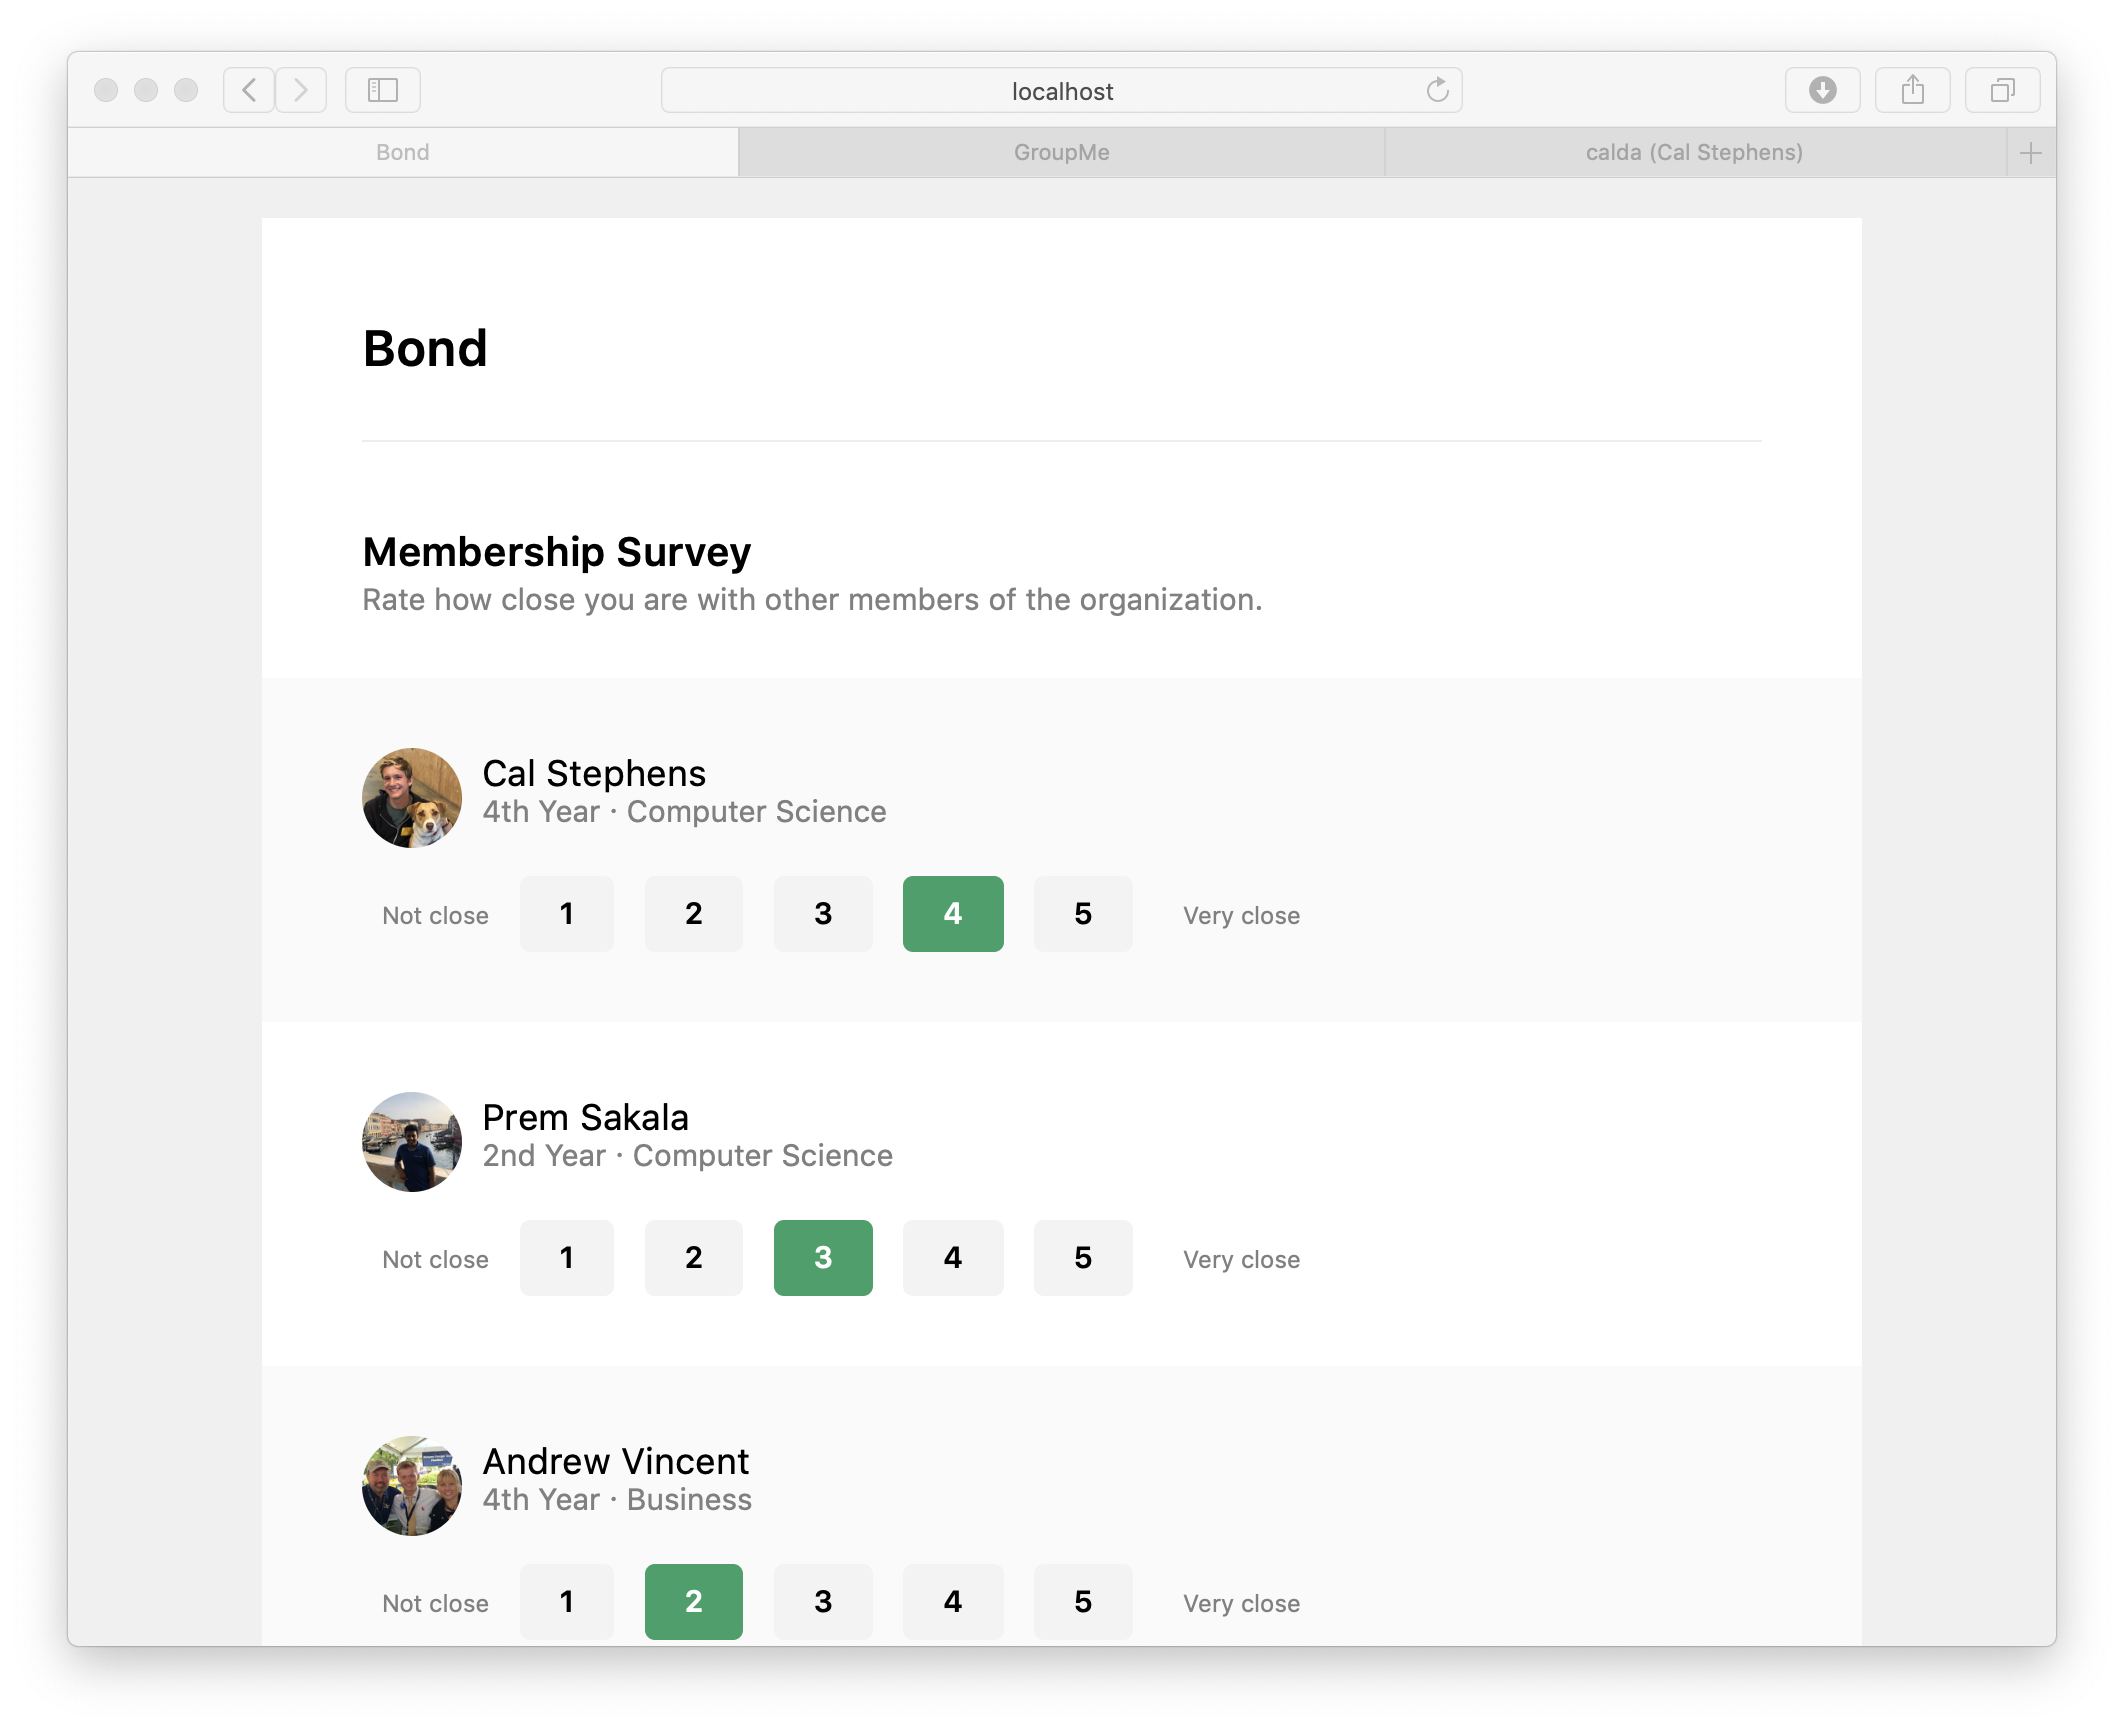 localhost
Bond
GroupMe
calda (Cal Stephens)
Bond
Membership Survey
Rate how close you are with other members of the organization.
Cal Stephens
4th Year · Computer Science
Not close 1 2 3 4 5 Very close
Prem Sakala
2nd Year · Computer Science
Not close 1 2 3 4 5 Very close
Andrew Vincent
4th Year · Business
Not close 1 2 3 4 5 Very close